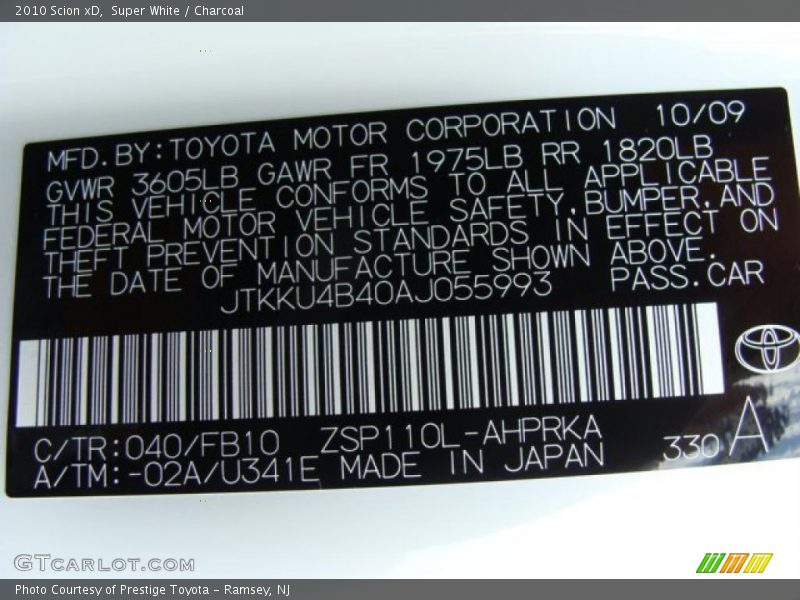 2010 Scion xD, Super White / Charcoal
MFD.BY:TOYOTA MOTOR CORPORATION 10/09
GVWR 3605LB GAWR FR 1975LB RR 1820LB
THIS VEHICLE CONFORMS TO ALL APPLICABLE
FEDERAL MOTOR VEHICLE SAFETY,BUMPER,AND
THEFT PREVENTION STANDARDS IN EFFECT ON
THE DATE OF MANUFACTURE SHOWN ABOVE.
JTKKU4B40AJ055993 PASS.CAR
C/TR:040/FB10 ZSP110L-AHPRKA
A/TM:-02A/U341E MADE IN JAPAN 330 A
GTCARLOT.COM
Photo Courtesy of Prestige Toyota - Ramsey, NJ